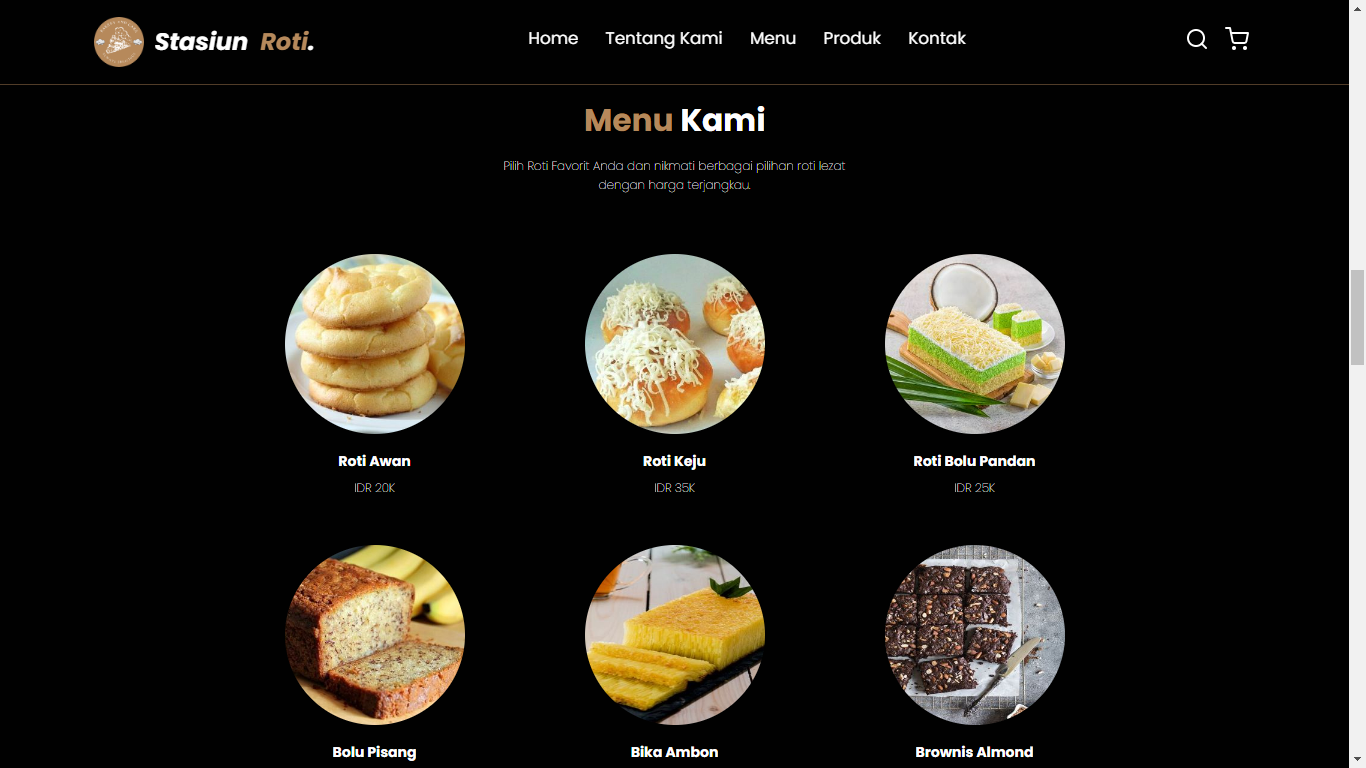 Stasiun Roti.
Home Tentang Kami Menu Produk Kontak
Menu Kami
Pilih Roti Favorit Anda dan nikmati berbagai pilihan roti lezat
dengan harga terjangkau.
Roti Awan Roti Keju Roti Bolu Pandan
IDR 20K IDR 35K IDR 25K
Bolu Pisang Bika Ambon Brownis Almond